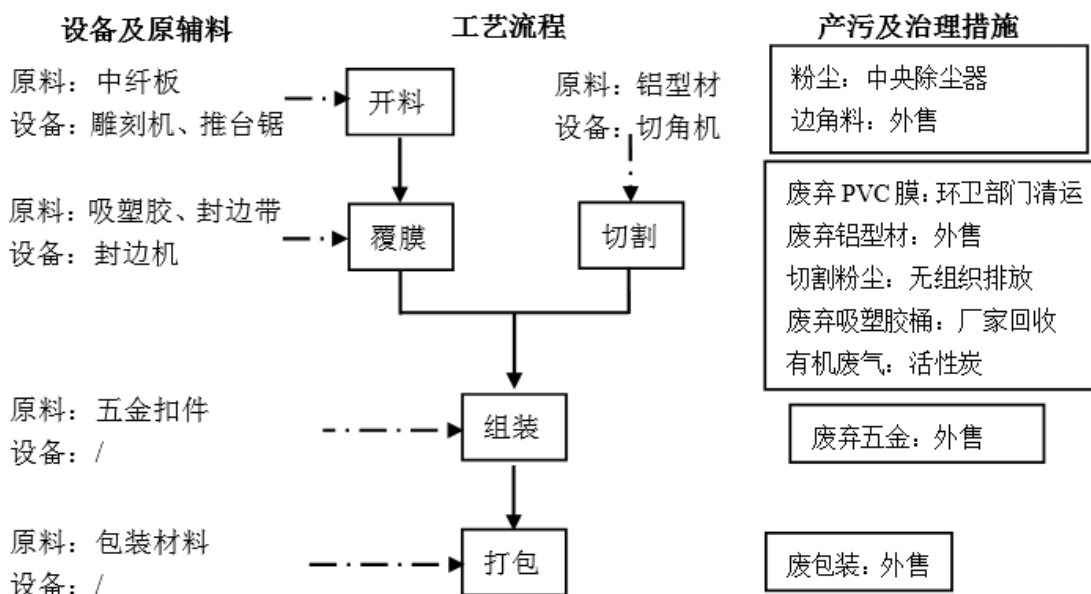 设备及原辅料
工艺流程
产污及治理措施
原料：中纤板
设备：雕刻机、推台锯
开料
原料：铝型材
设备：切角机
粉尘：中央除尘器
边角料：外售
原料：吸塑胶、封边带
设备：封边机
覆膜
切割
废弃 PVC 膜：环卫部门清运
废弃铝型材：外售
切割粉尘：无组织排放
废弃吸塑胶桶：厂家回收
有机废气：活性炭
原料：五金扣件
设备：/
组装
废弃五金：外售
原料：包装材料
设备：/
打包
废包装：外售